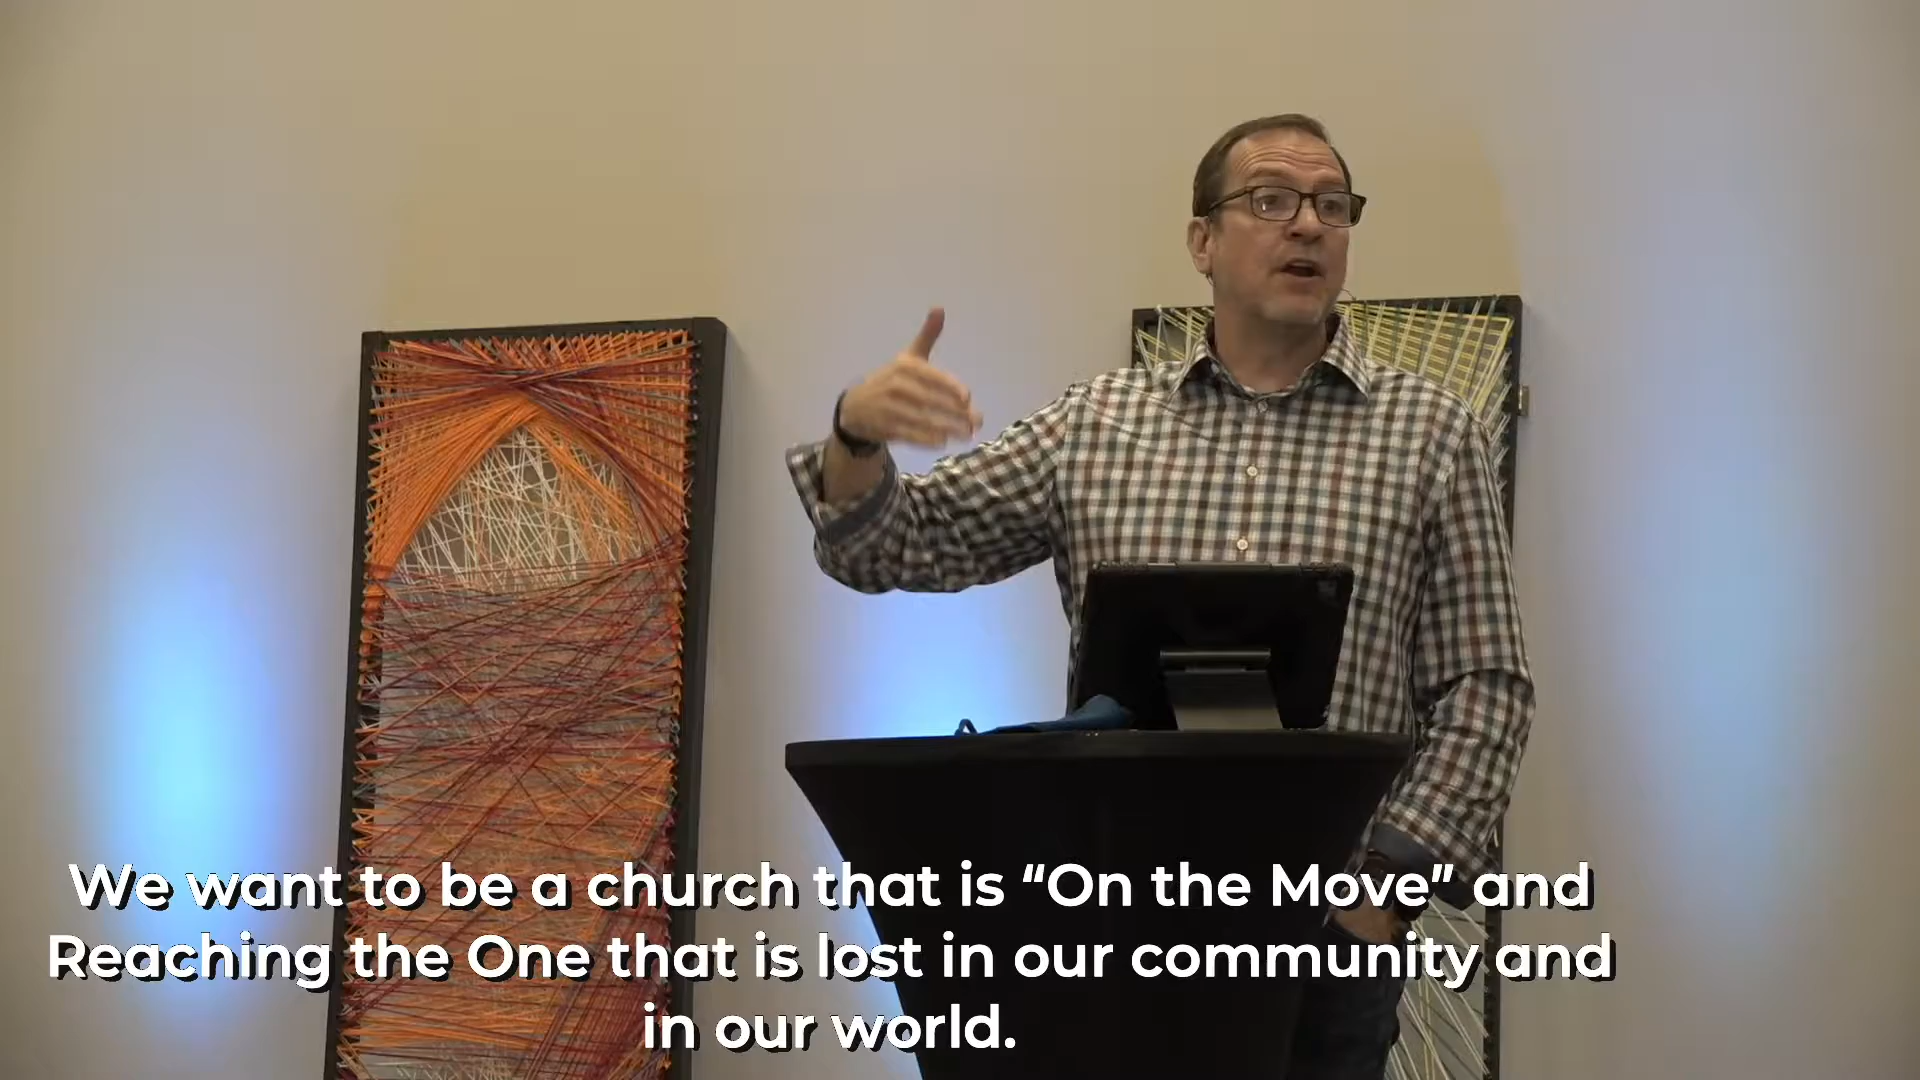 We want to be a church that is “On the Move” and
Reaching the One that is lost in our community and
in our world.